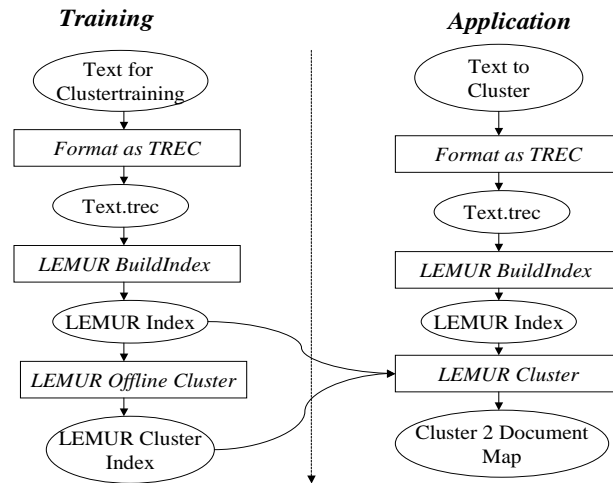 Training
Text for
Clustertraining
Format as TREC
Text.trec
LEMUR BuildIndex
LEMUR Index
LEMUR Offline Cluster
LEMUR Cluster
Index
Application
Text to
Cluster
Format as TREC
Text.trec
LEMUR BuildIndex
LEMUR Index
LEMUR Cluster
Cluster 2 Document
Map